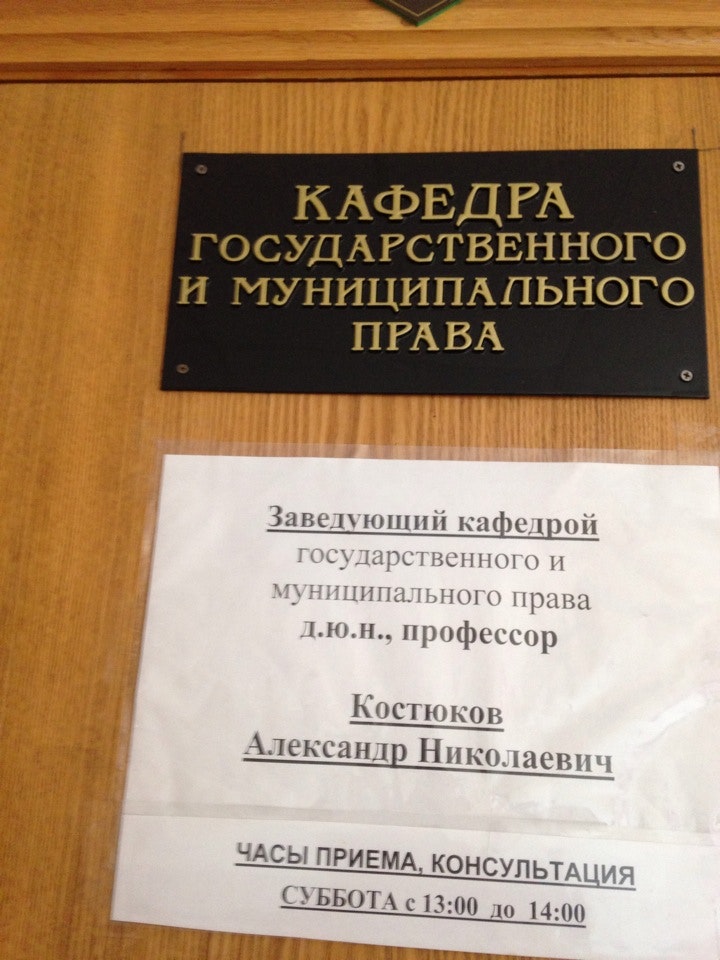 КАФЕДРА
ГОСУДАРСТВЕННОГО
И МУНИЦИПАЛЬНОГО
ПРАВА
Заведующий кафедрой
государственного и
муниципального права
д.ю.н., профессор
Костюков
Александр Николаевич
ЧАСЫ ПРИЕМА, КОНСУЛЬТАЦИЯ
СУББОТА с 13:00 до 14:00